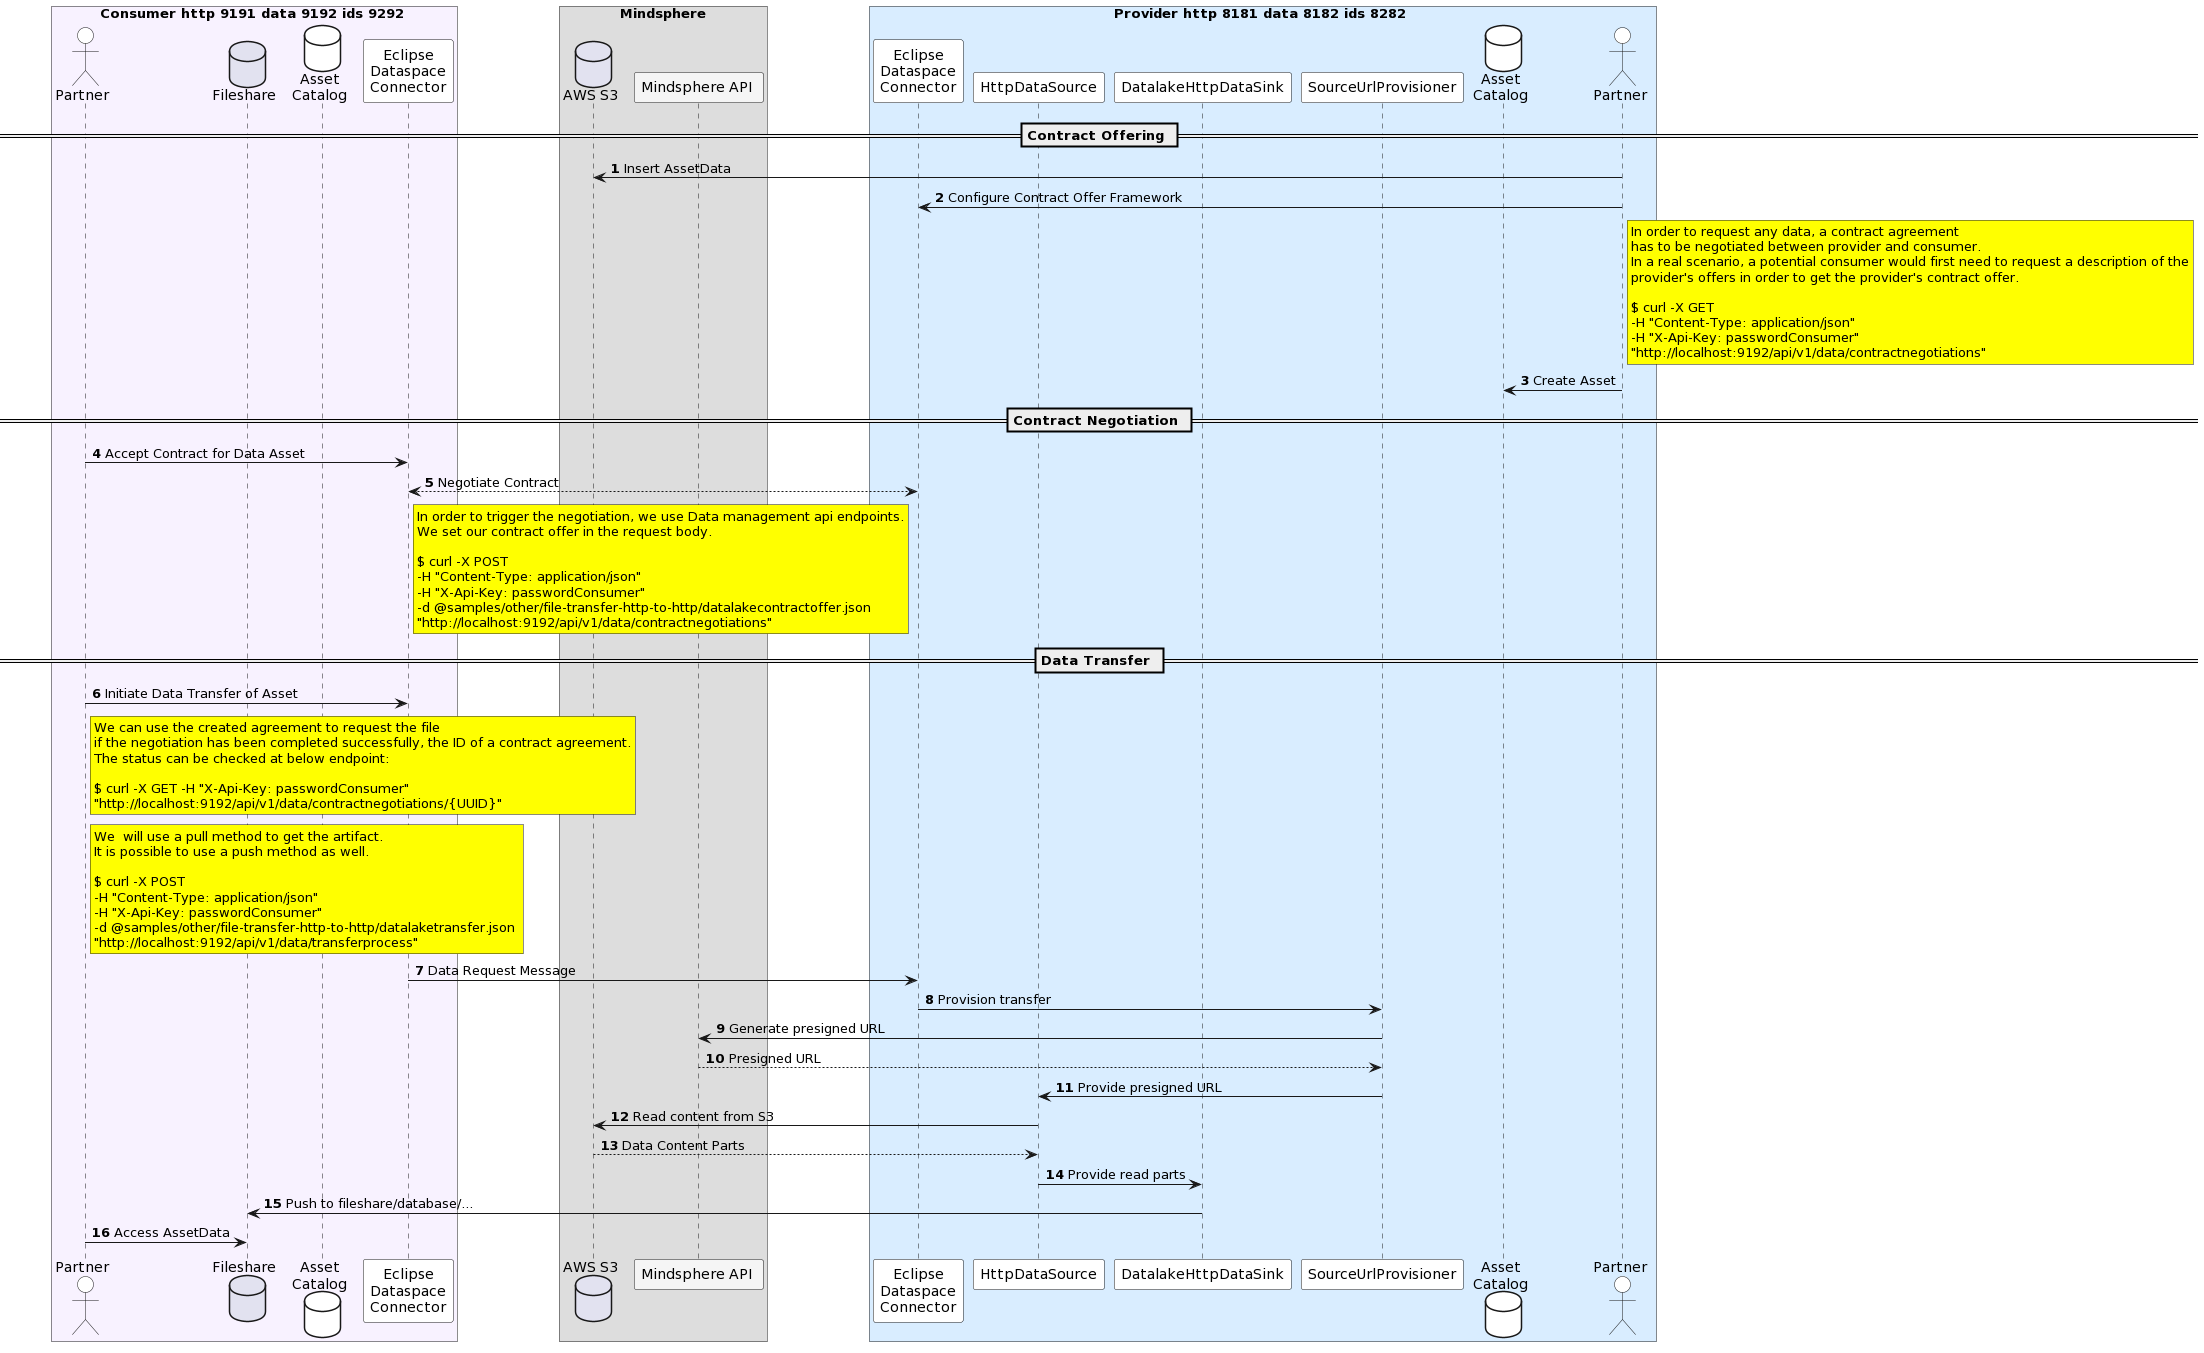 Consumer http 9191 data 9192 ids 9292
Mindsphere
Provider http 8181 data 8182 ids 8282
Partner
Fileshare
Asset
Catalog
Eclipse
Dataspace
Connector
AWS S3
Mindsphere API
Eclipse
Dataspace
Connector
HttpDataSource
DatalakeHttpDataSink
SourceUrlProvisioner
Asset
Catalog
Partner
Contract Offering
1 Insert AssetData
2 Configure Contract Offer Framework
In order to request any data, a contract agreement
has to be negotiated between provider and consumer.
In a real scenario, a potential consumer would first need to request a description of the
provider's offers in order to get the provider's contract offer.
$ curl -X GET
-H "Content-Type: application/json"
-H "X-Api-Key: passwordConsumer"
"http://localhost:9192/api/v1/data/contractnegotiations"
3 Create Asset
Contract Negotiation
4 Accept Contract for Data Asset
5 Negotiate Contract
In order to trigger the negotiation, we use Data management api endpoints.
We set our contract offer in the request body.
$ curl -X POST
-H "Content-Type: application/json"
-H "X-Api-Key: passwordConsumer"
-d @samples/other/file-transfer-http-to-http/datalakecontractoffer.json
"http://localhost:9192/api/v1/data/contractnegotiations"
Data Transfer
6 Initiate Data Transfer of Asset
We can use the created agreement to request the file
if the negotiation has been completed successfully, the ID of a contract agreement.
The status can be checked at below endpoint:
$ curl -X GET -H "X-Api-Key: passwordConsumer"
"http://localhost:9192/api/v1/data/contractnegotiations/{UUID}"
We  will use a pull method to get the artifact.
It is possible to use a push method as well.
$ curl -X POST
-H "Content-Type: application/json"
-H "X-Api-Key: passwordConsumer"
-d @samples/other/file-transfer-http-to-http/datalaketransfer.json
"http://localhost:9192/api/v1/data/transferprocess"
7 Data Request Message
8 Provision transfer
9 Generate presigned URL
10 Presigned URL
11 Provide presigned URL
12 Read content from S3
13 Data Content Parts
14 Provide read parts
15 Push to fileshare/database/...
16 Access AssetData
Partner
Fileshare
Asset
Catalog
Eclipse
Dataspace
Connector
AWS S3
Mindsphere API
Eclipse
Dataspace
Connector
HttpDataSource
DatalakeHttpDataSink
SourceUrlProvisioner
Asset
Catalog
Partner